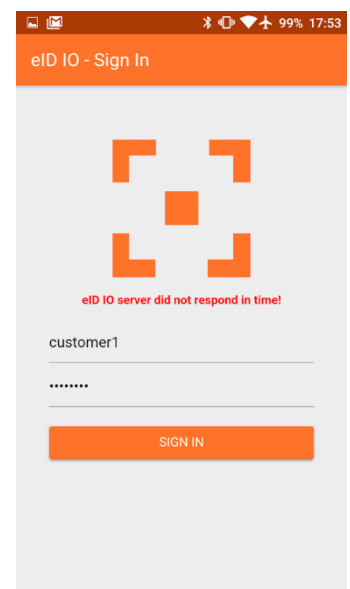 99% 17:53
eID IO - Sign In
eID IO server did not respond in time!
customer1
••••••••
SIGN IN